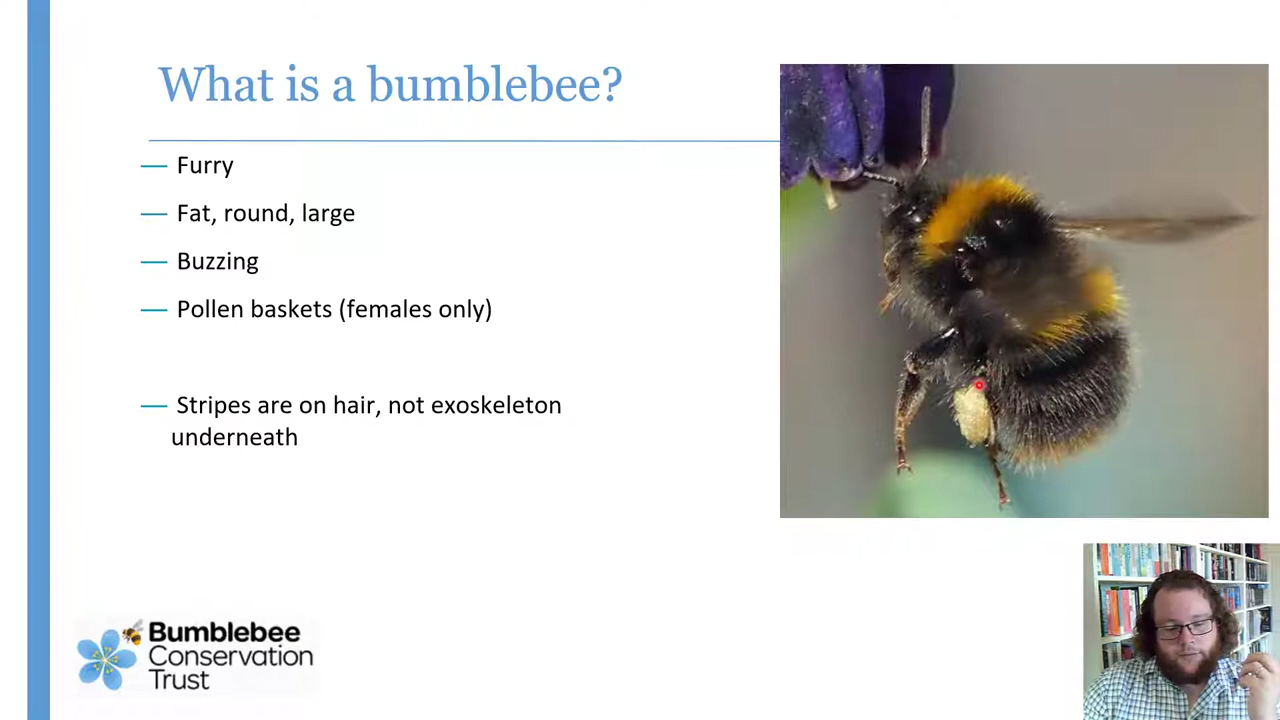 What is a bumblebee?
— Furry
— Fat, round, large
— Buzzing
— Pollen baskets (females only)
— Stripes are on hair, not exoskeleton
underneath
Bumblebee
Conservation
Trust